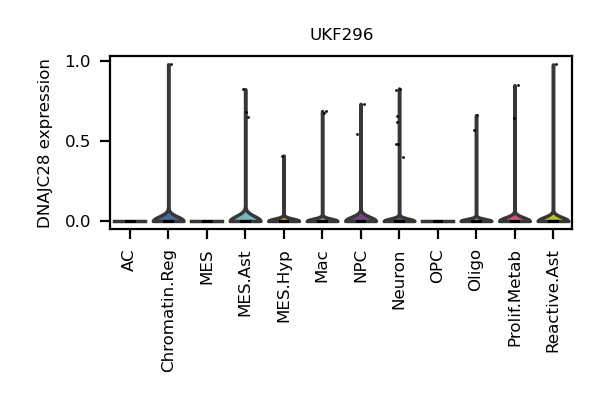 UKF296
DNAJC28 expression
1.0
0.5
0.0
AC
Chromatin.Reg
MES
MES.Ast
MES.Hyp
Mac
NPC
Neuron
OPC
Oligo
Prolif.Metab
Reactive.Ast